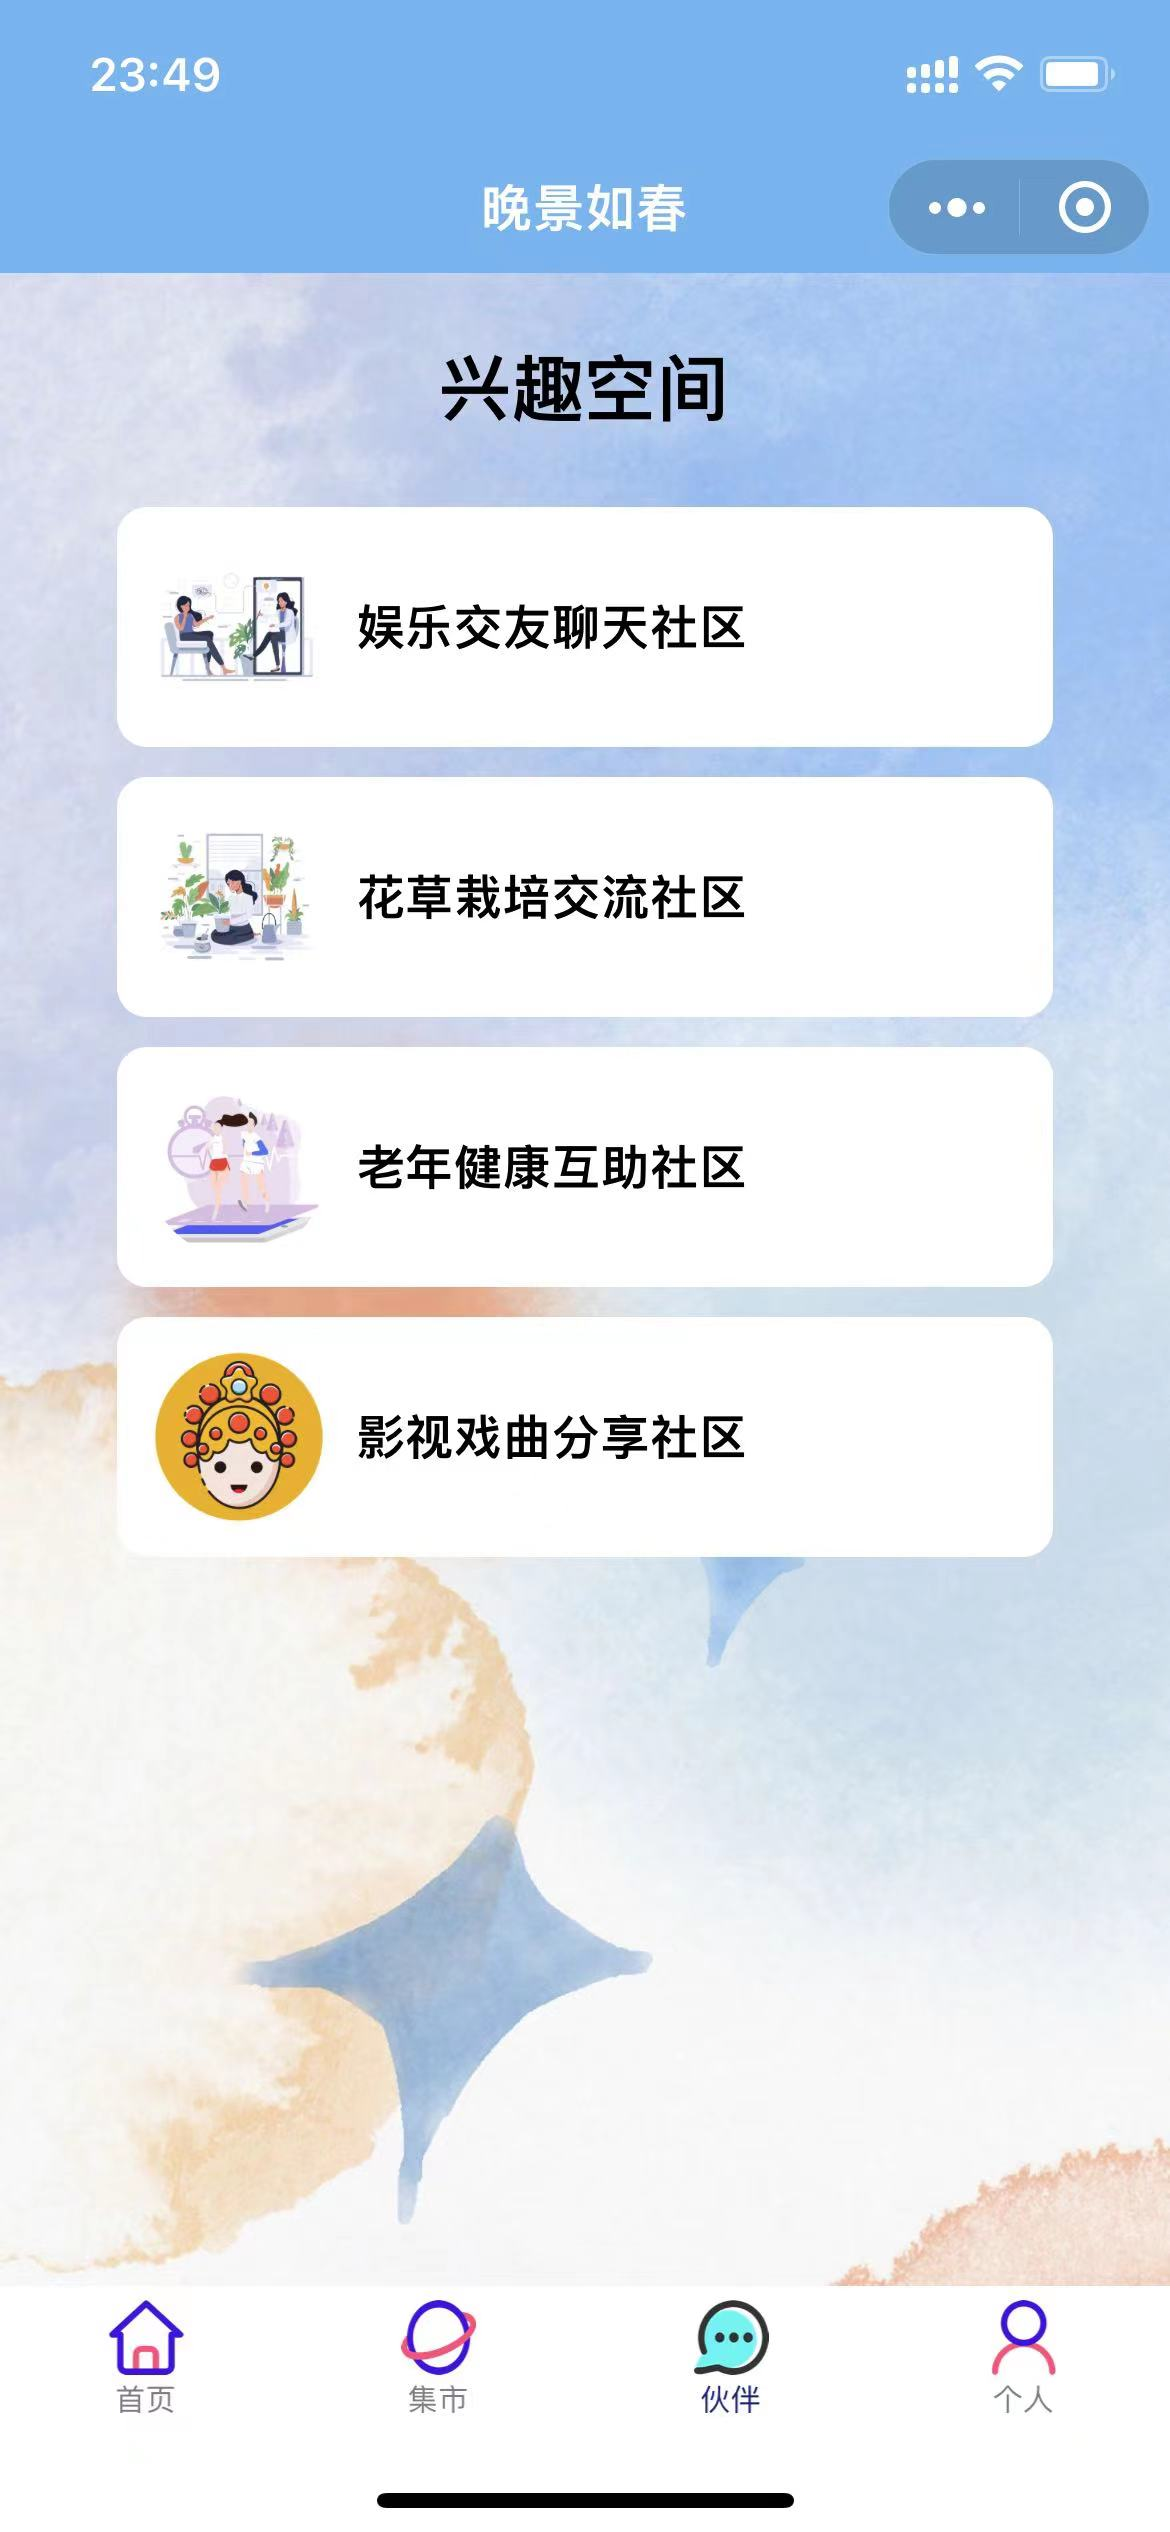 23:49
晚景如春
兴趣空间
娱乐交友聊天社区
花草栽培交流社区
老年健康互助社区
影视戏曲分享社区
首页
集市
伙伴
个人